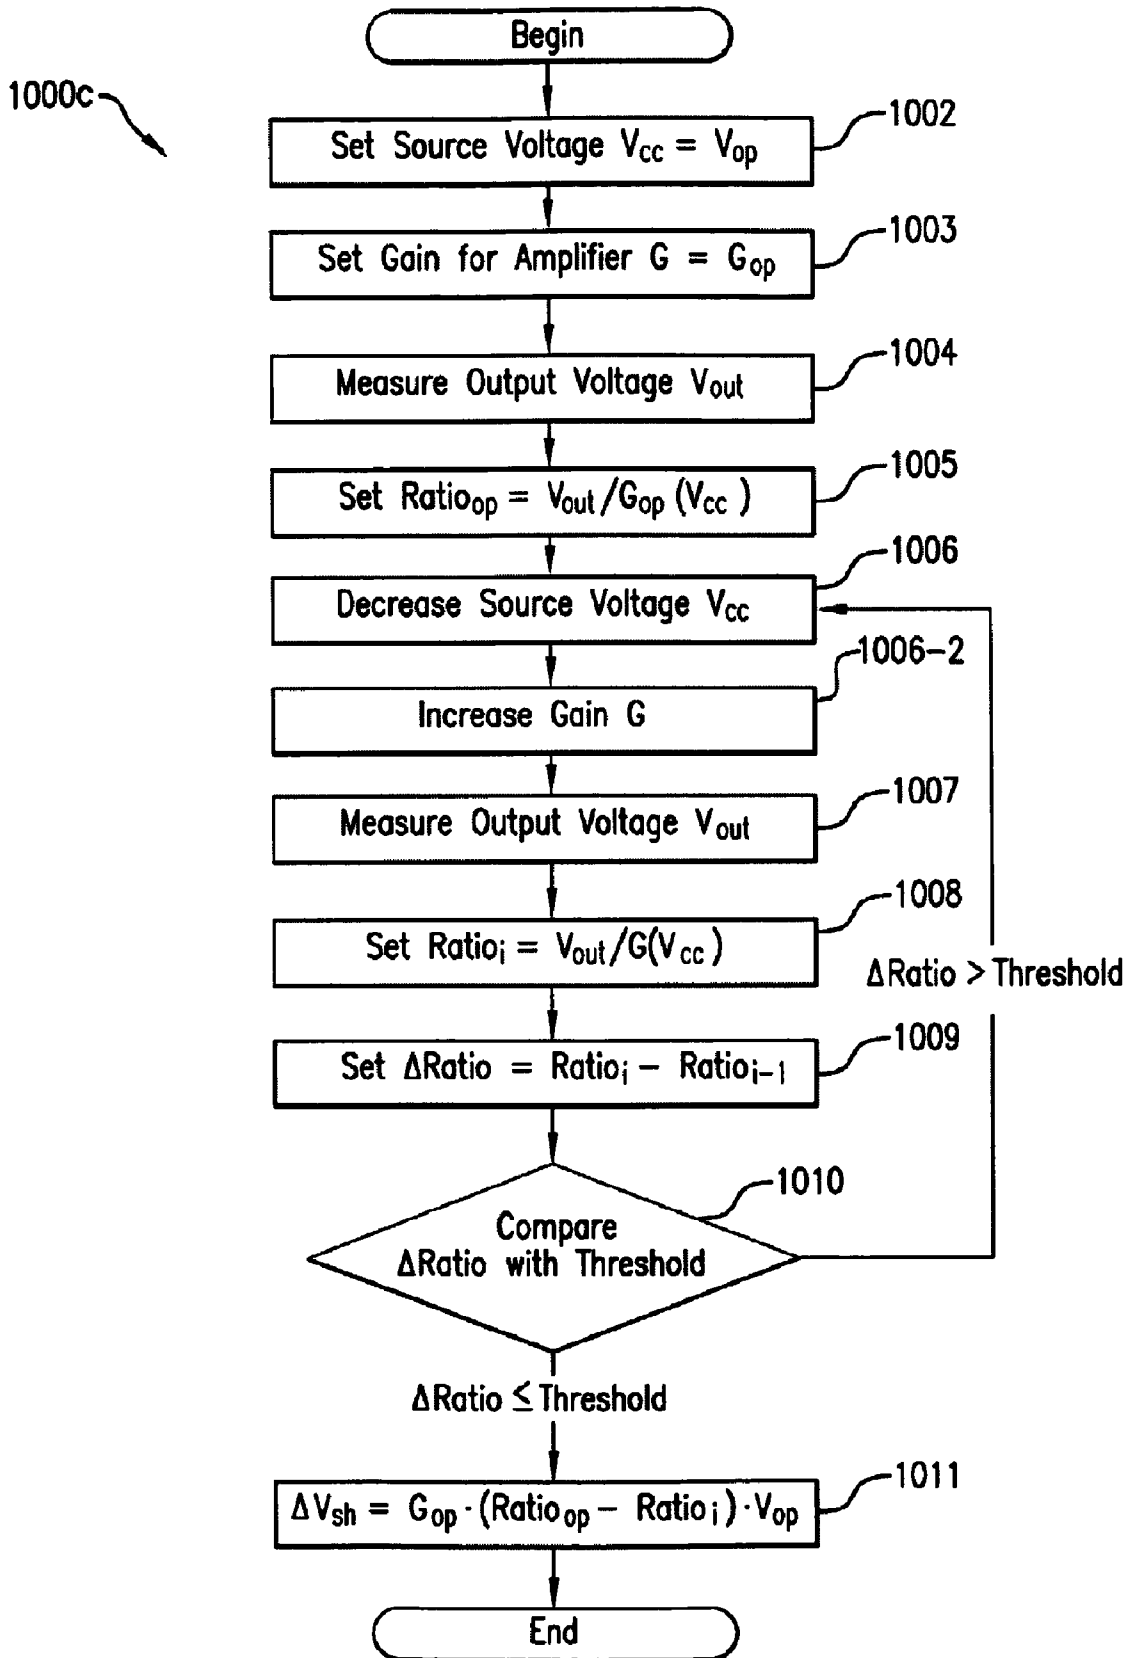 Begin
1000c
1002
Set Source Voltage Vcc = Vop
1003
Set Gain for Amplifier G = Gop
1004
Measure Output Voltage Vout
1005
Set Ratioop = Vout/Gop (Vcc )
1006
Decrease Source Voltage Vcc
1006-2
Increase Gain G
1007
Measure Output Voltage Vout
1008
Set Ratioi = Vout/G(Vcc)
ΔRatio > Threshold
1009
Set ΔRatio = Ratioi – Ratioi–1
1010
Compare
ΔRatio with Threshold
ΔRatio ≤ Threshold
1011
ΔVsh = Gop · (Ratioop – Ratioi) · Vop
End